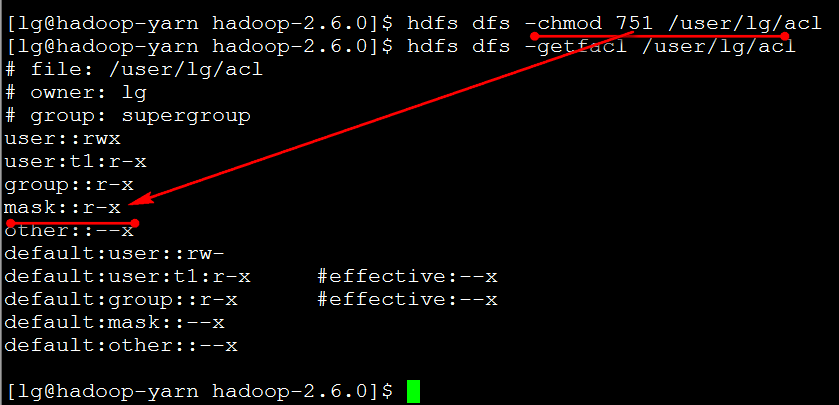 [lg@hadoop-yarn hadoop-2.6.0]$ hdfs dfs -chmod 751 /user/lg/acl
[lg@hadoop-yarn hadoop-2.6.0]$ hdfs dfs -getfacl /user/lg/acl
# file: /user/lg/acl
# owner: lg
# group: supergroup
user::rwx
user:t1:r-x
group::r-x
mask::r-x
other::--x
default:user::rw-
default:user:t1:r-x #effective:--x
default:group::r-x #effective:--x
default:mask::--x
default:other::--x
[lg@hadoop-yarn hadoop-2.6.0]$